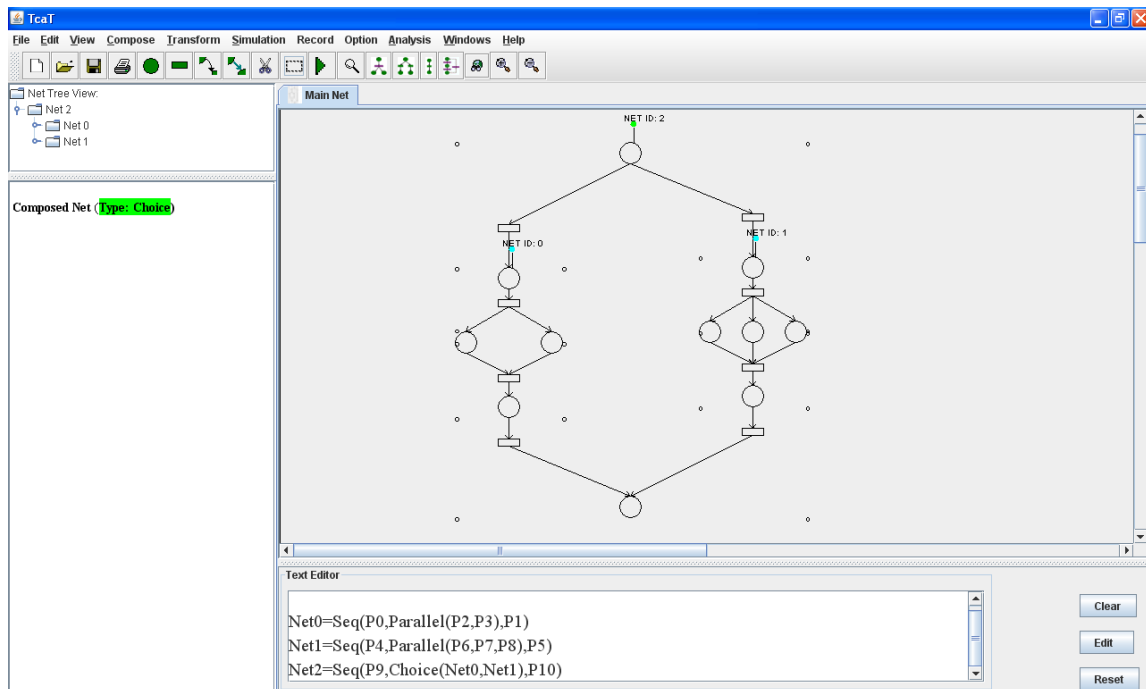 TcaT
File Edit View Compose Transform Simulation Record Option Analysis Windows Help
Net Tree View:
Net 2
Net 0
Net 1
Composed Net (Type: Choice)
Main Net
NET ID: 2
NET ID: 1
NET ID: 0
Text Editor
Net0=Seq(P0,Parallel(P2,P3),P1)
Net1=Seq(P4,Parallel(P6,P7,P8),P5)
Net2=Seq(P9,Choice(Net0,Net1),P10)
Clear
Edit
Reset